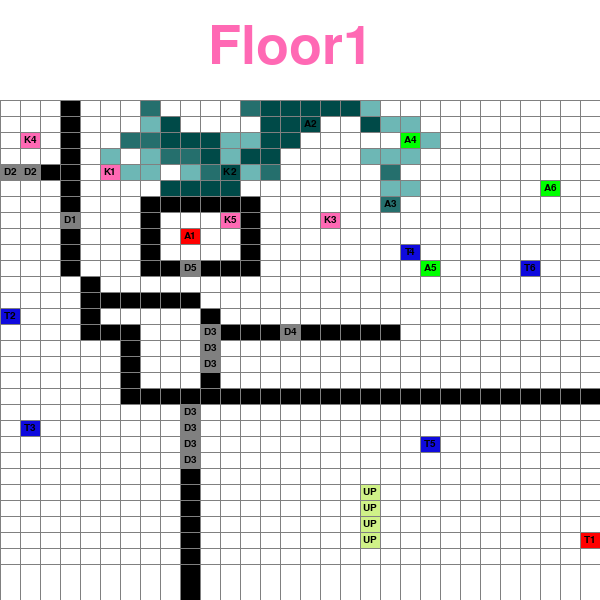 Floor1
A2
K4 A4
D2 D2 K1 K2
A6
A3
D1 K5 K3
A1
T4
D5 A5 T6
T2
D3 D4
D3
D3
D3
T3 D3
D3 T5
D3
UP
UP
UP
UP T1